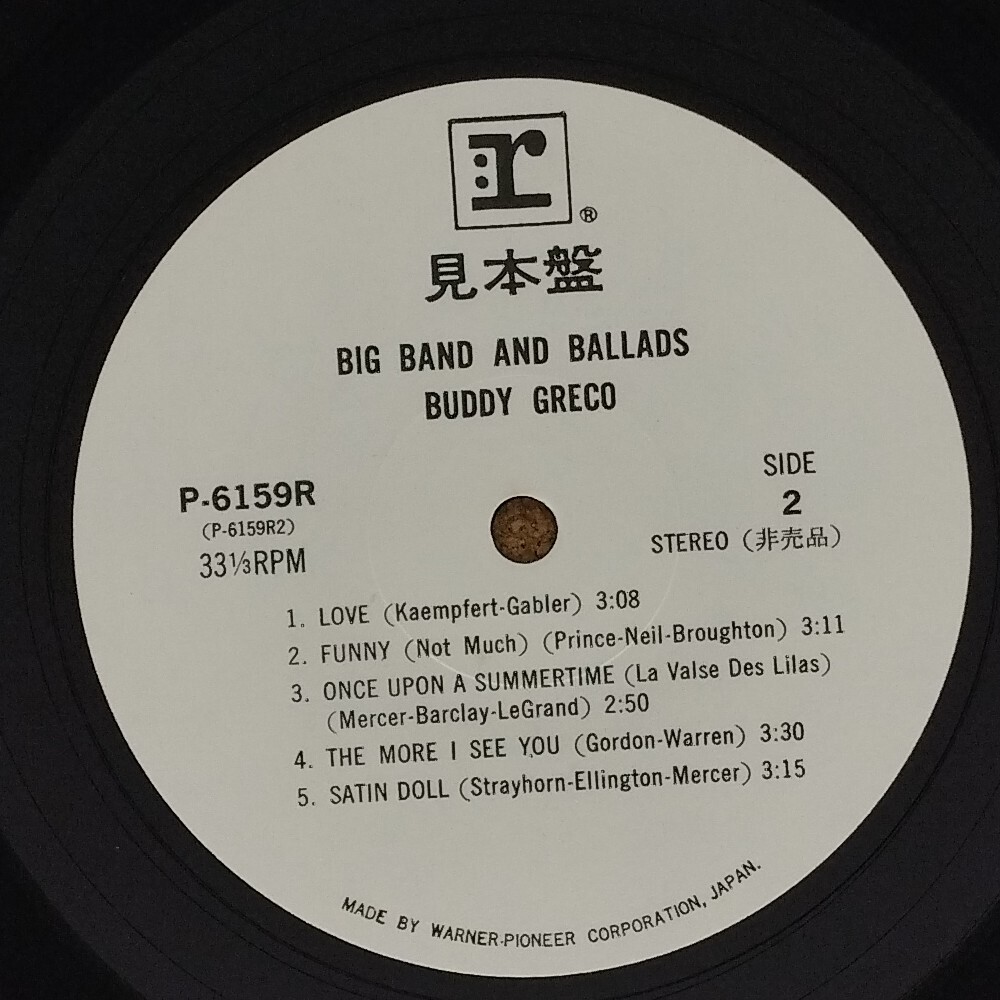 r
®
見本盤
BIG BAND AND BALLADS
BUDDY GRECO
P-6159R
(P-6159R2)
33⅓RPM
SIDE
2
STEREO (非売品)
1. LOVE (Kaempfert-Gabler) 3:08
2. FUNNY (Not Much) (Prince-Neil-Broughton) 3:11
3. ONCE UPON A SUMMERTIME (La Valse Des Lilas)
(Mercer-Barclay-LeGrand) 2:50
4. THE MORE I SEE YOU (Gordon-Warren) 3:30
5. SATIN DOLL (Strayhorn-Ellington-Mercer) 3:15
MADE BY WARNER-PIONEER CORPORATION, JAPAN.